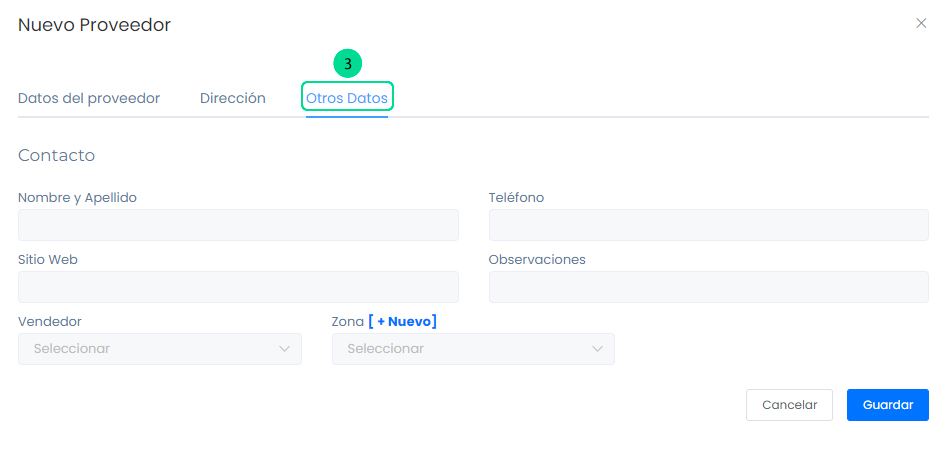 Nuevo Proveedor
3
Datos del proveedor Dirección Otros Datos
Contacto
Nombre y Apellido Teléfono
Sitio Web Observaciones
Vendedor Zona [ + Nuevo]
Seleccionar Seleccionar
Cancelar Guardar